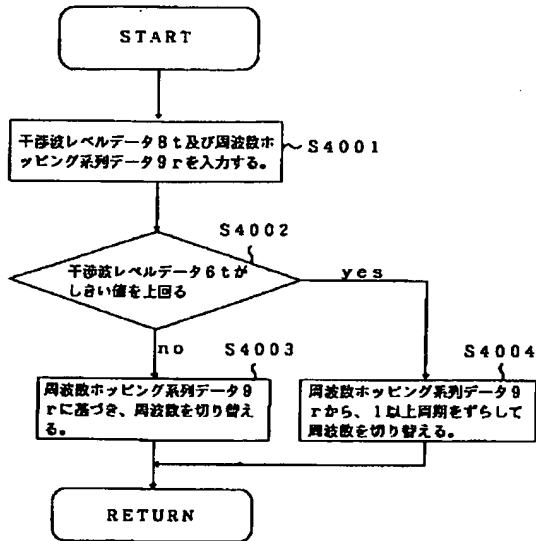 START
干渉波レベルデータ8t及び周波数ホ
ッピング系列データ9rを入力する。
S4001
S4002
干渉波レベルデータ6tが
しきい値を上回る
yes
no
S4003
周波数ホッピング系列データ9
rに基づき、周波数を切り替え
る。
S4004
周波数ホッピング系列データ9
rから、1以上周期をずらして
周波数を切り替える。
RETURN